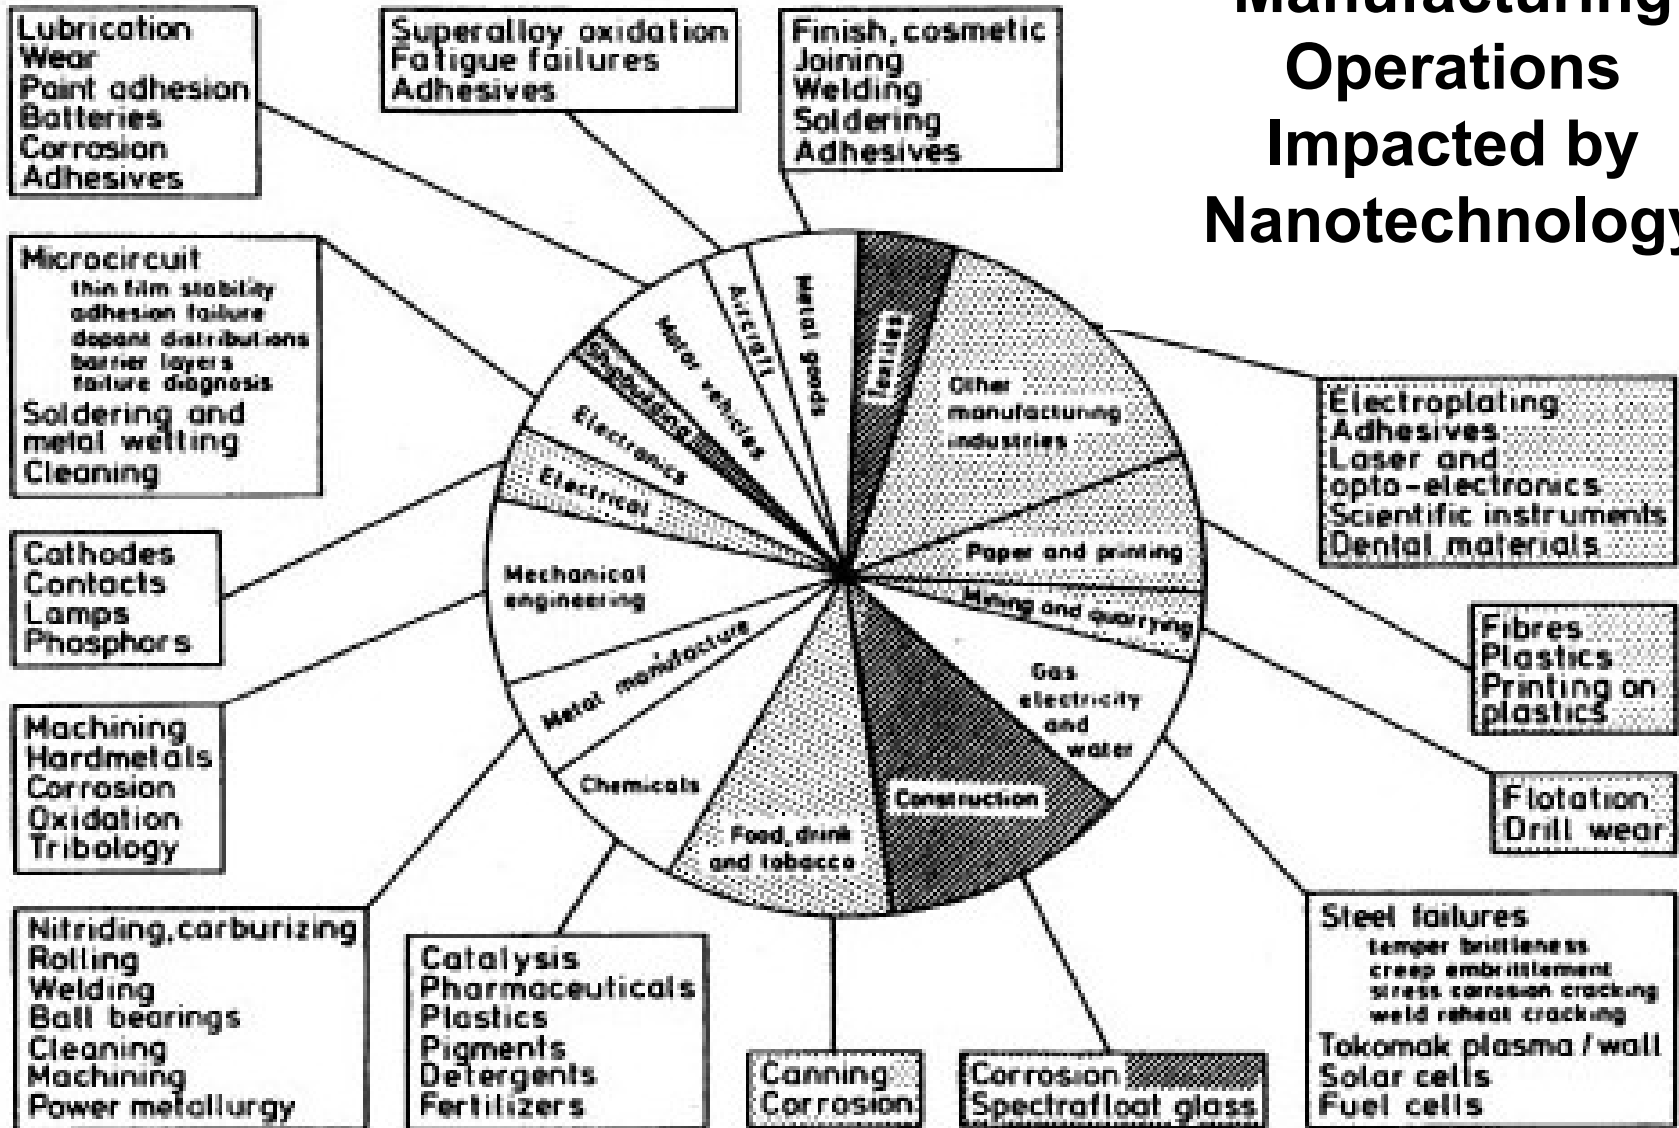 Manufacturing
Operations
Impacted by
Nanotechnology
Lubrication
Wear
Paint adhesion
Batteries
Corrosion
Adhesives
Superalloy oxidation
Fatigue failures
Adhesives
Finish, cosmetic
Joining
Welding
Soldering
Adhesives
Microcircuit
thin film stability
adhesion failure
dopant distributions
barrier layers
failure diagnosis
Soldering and
metal wetting
Cleaning
Cathodes
Contacts
Lamps
Phosphors
Machining
Hardmetals
Corrosion
Oxidation
Tribology
Nitriding, carburizing
Rolling
Welding
Ball bearings
Cleaning
Machining
Power metallurgy
Catalysis
Pharmaceuticals
Plastics
Pigments
Detergents
Fertilizers
Canning
Corrosion
Corrosion
Spectrafloat glass
Steel failures
temper brittleness
creep embrittlement
stress corrosion cracking
weld reheat cracking
Tokomak plasma / wall
Solar cells
Fuel cells
Flotation
Drill wear
Fibres
Plastics
Printing on
plastics
Electroplating
Adhesives
Laser and
opto-electronics
Scientific instruments
Dental materials
Metal goods
Textiles
Other
manufacturing
industries
Paper and printing
Mining and quarrying
Gas
electricity
and
water
Construction
Food, drink
and tobacco
Chemicals
Metal manufacture
Mechanical
engineering
Electrical
Electronics
Shipbuilding
Motor vehicles
Aircraft